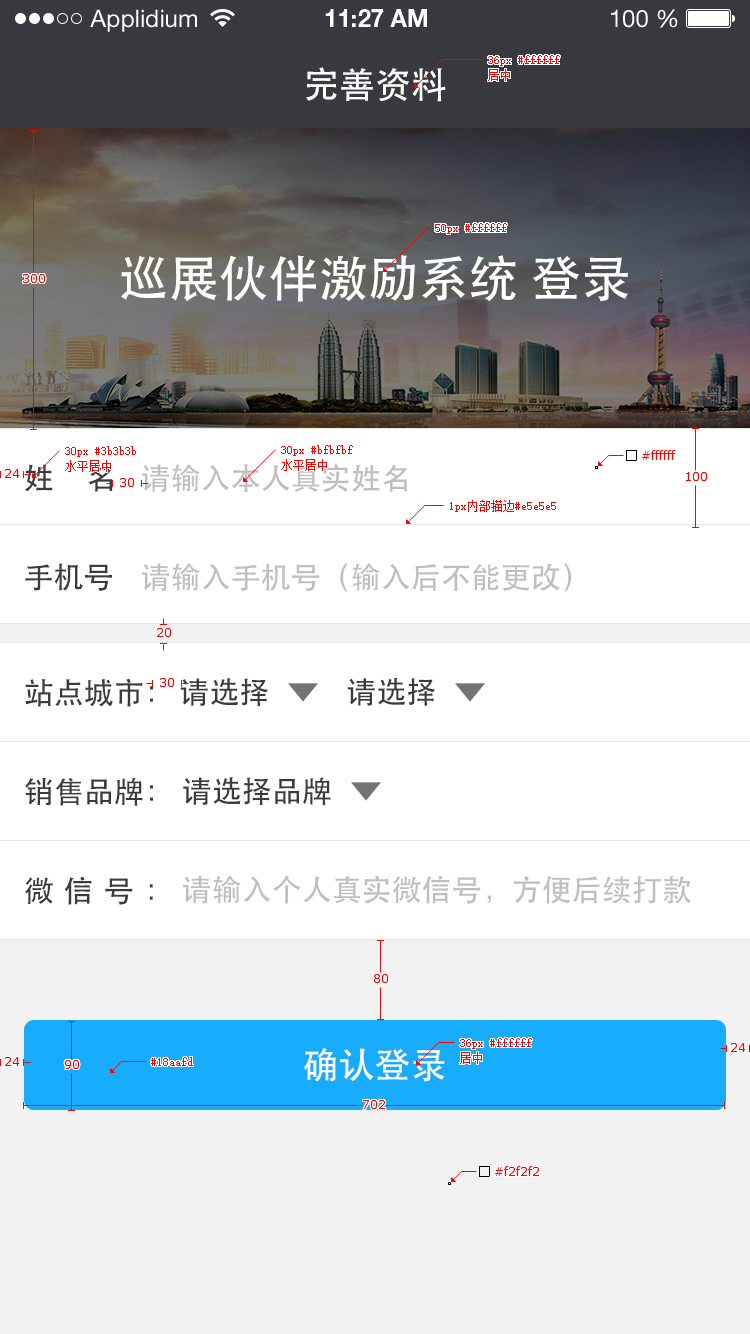 Applidium 11:27 AM 100 %
36px #ffffff
居中
完善资料
50px #ffffff
巡展伙伴激励系统 登录
300
30px #3b3b3b
水平居中
30px #bfbfbf
水平居中
#ffffff
24 姓 名 30 请输入本人真实姓名 100
1px内部描边#e5e5e5
手机号 请输入手机号（输入后不能更改）
20
30
站点城市： 请选择 请选择
销售品牌： 请选择品牌
微 信 号 ： 请输入个人真实微信号，方便后续打款
80
36px #ffffff
居中
24 90 #18aafd 确认登录 24
702
#f2f2f2